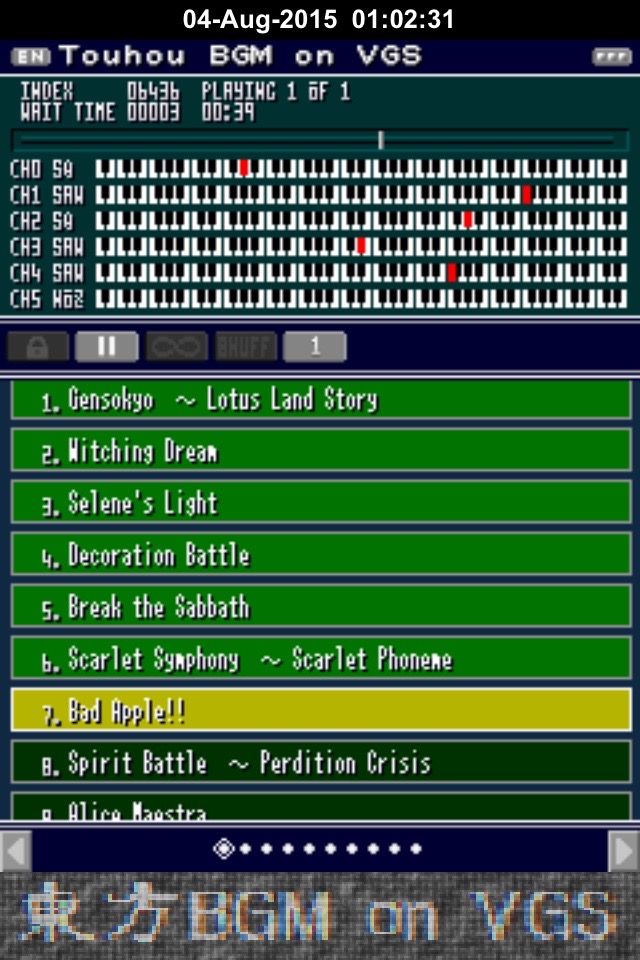 04-Aug-2015 01:02:31
EN Touhou BGM on VGS
INDEX 06436 PLAYING 1 OF 1
WAIT TIME 00003 00:39
CH0 SQ
CH1 SAW
CH2 SQ
CH3 SAW
CH4 SAW
CH5 NOZ
SHUFF 1
1. Gensokyo ～ Lotus Land Story
2. Witching Dream
3. Selene's Light
4. Decoration Battle
5. Break the Sabbath
6. Scarlet Symphony ～ Scarlet Phoneme
7. Bad Apple!!
8. Spirit Battle ～ Perdition Crisis
9. Alice Maestra
東方BGM on VGS